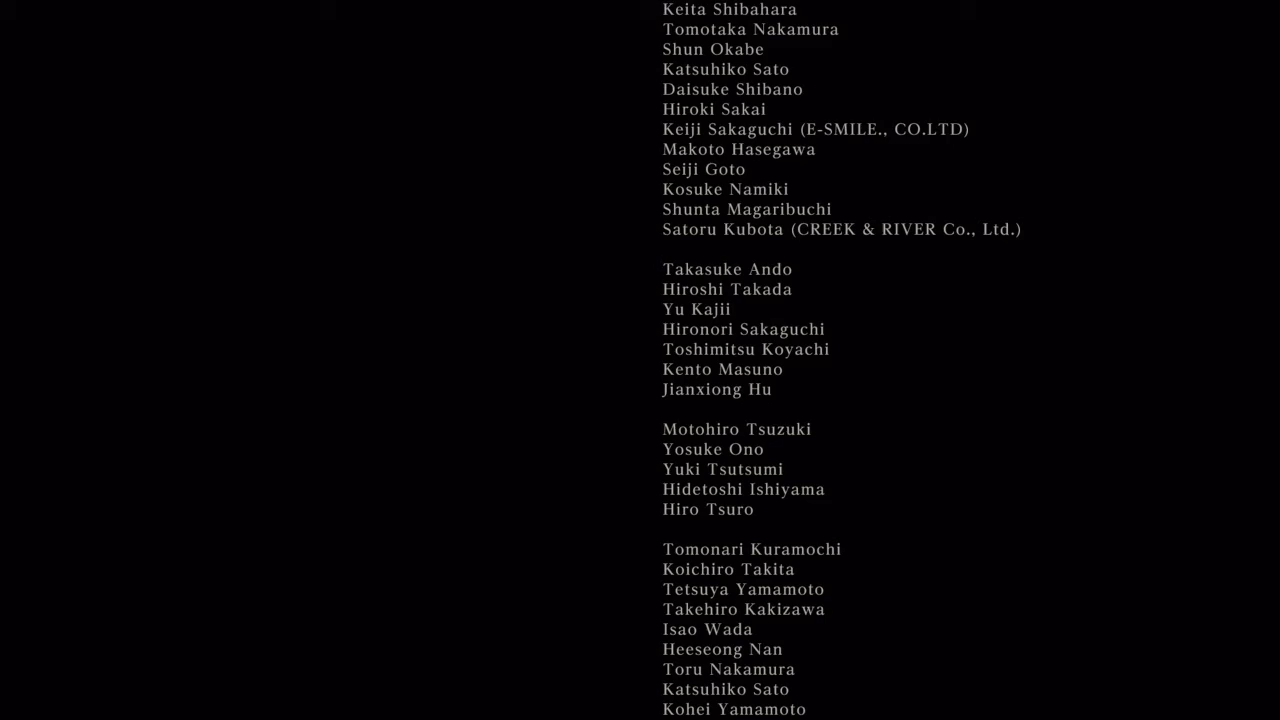 Keita Shibahara
Tomotaka Nakamura
Shun Okabe
Katsuhiko Sato
Daisuke Shibano
Hiroki Sakai
Keiji Sakaguchi (E-SMILE., CO.LTD)
Makoto Hasegawa
Seiji Goto
Kosuke Namiki
Shunta Magaribuchi
Satoru Kubota (CREEK & RIVER Co., Ltd.)
Takasuke Ando
Hiroshi Takada
Yu Kajii
Hironori Sakaguchi
Toshimitsu Koyachi
Kento Masuno
Jianxiong Hu
Motohiro Tsuzuki
Yosuke Ono
Yuki Tsutsumi
Hidetoshi Ishiyama
Hiro Tsuro
Tomonari Kuramochi
Koichiro Takita
Tetsuya Yamamoto
Takehiro Kakizawa
Isao Wada
Heeseong Nan
Toru Nakamura
Katsuhiko Sato
Kohei Yamamoto